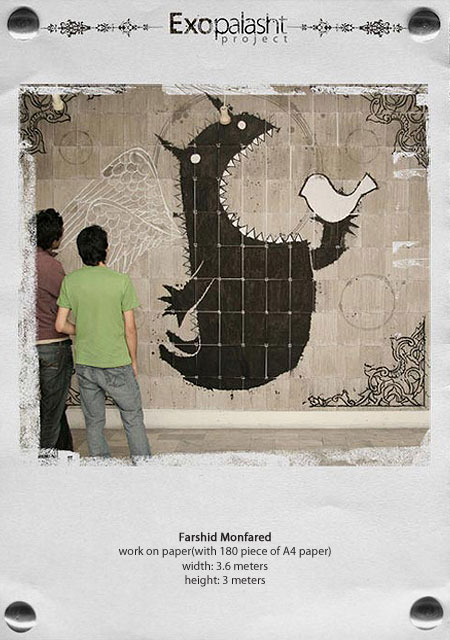 Exopalasht
project
Farshid Monfared
work on paper(with 180 piece of A4 paper)
width: 3.6 meters
height: 3 meters